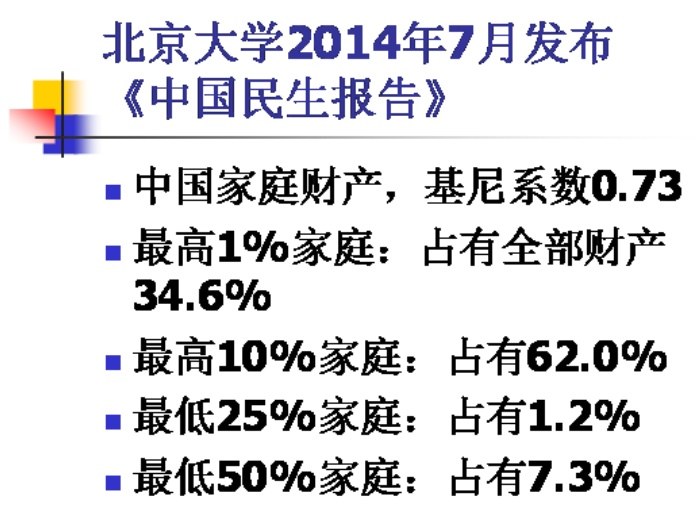 北京大学2014年7月发布
《中国民生报告》
中国家庭财产，基尼系数0.73
最高1%家庭：占有全部财产
34.6%
最高10%家庭：占有62.0%
最低25%家庭：占有1.2%
最低50%家庭：占有7.3%